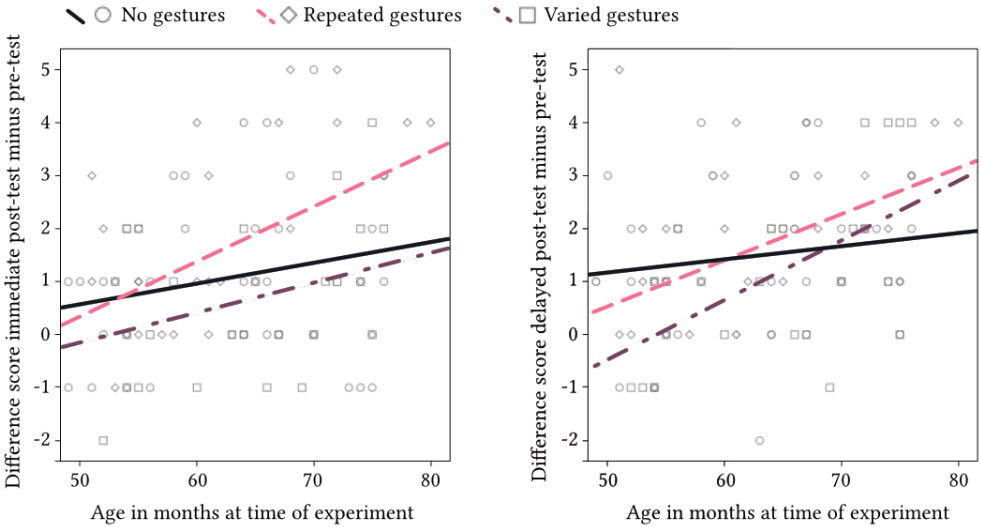 No gestures Repeated gestures Varied gestures
Difference score immediate post-test minus pre-test
5
4
3
2
1
0
-1
-2
50 60 70 80
Age in months at time of experiment
Difference score delayed post-test minus pre-test
5
4
3
2
1
0
-1
-2
50 60 70 80
Age in months at time of experiment